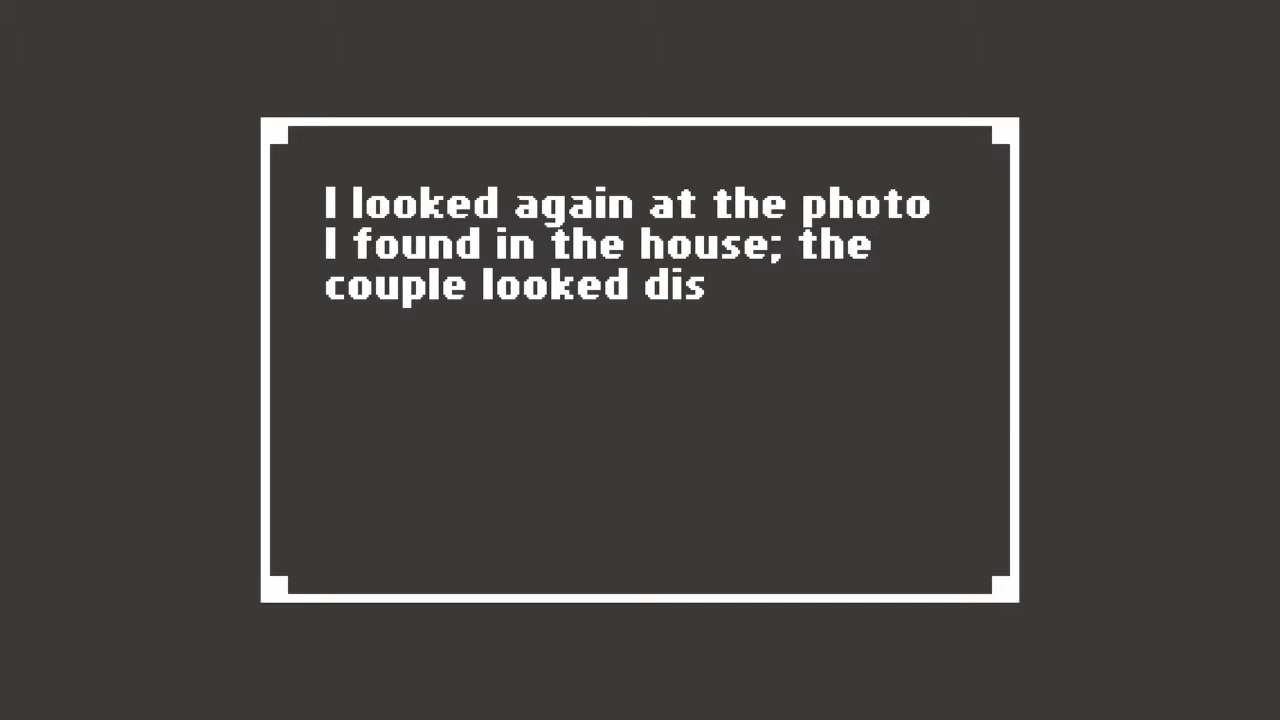 I looked again at the photo
I found in the house; the
couple looked dis